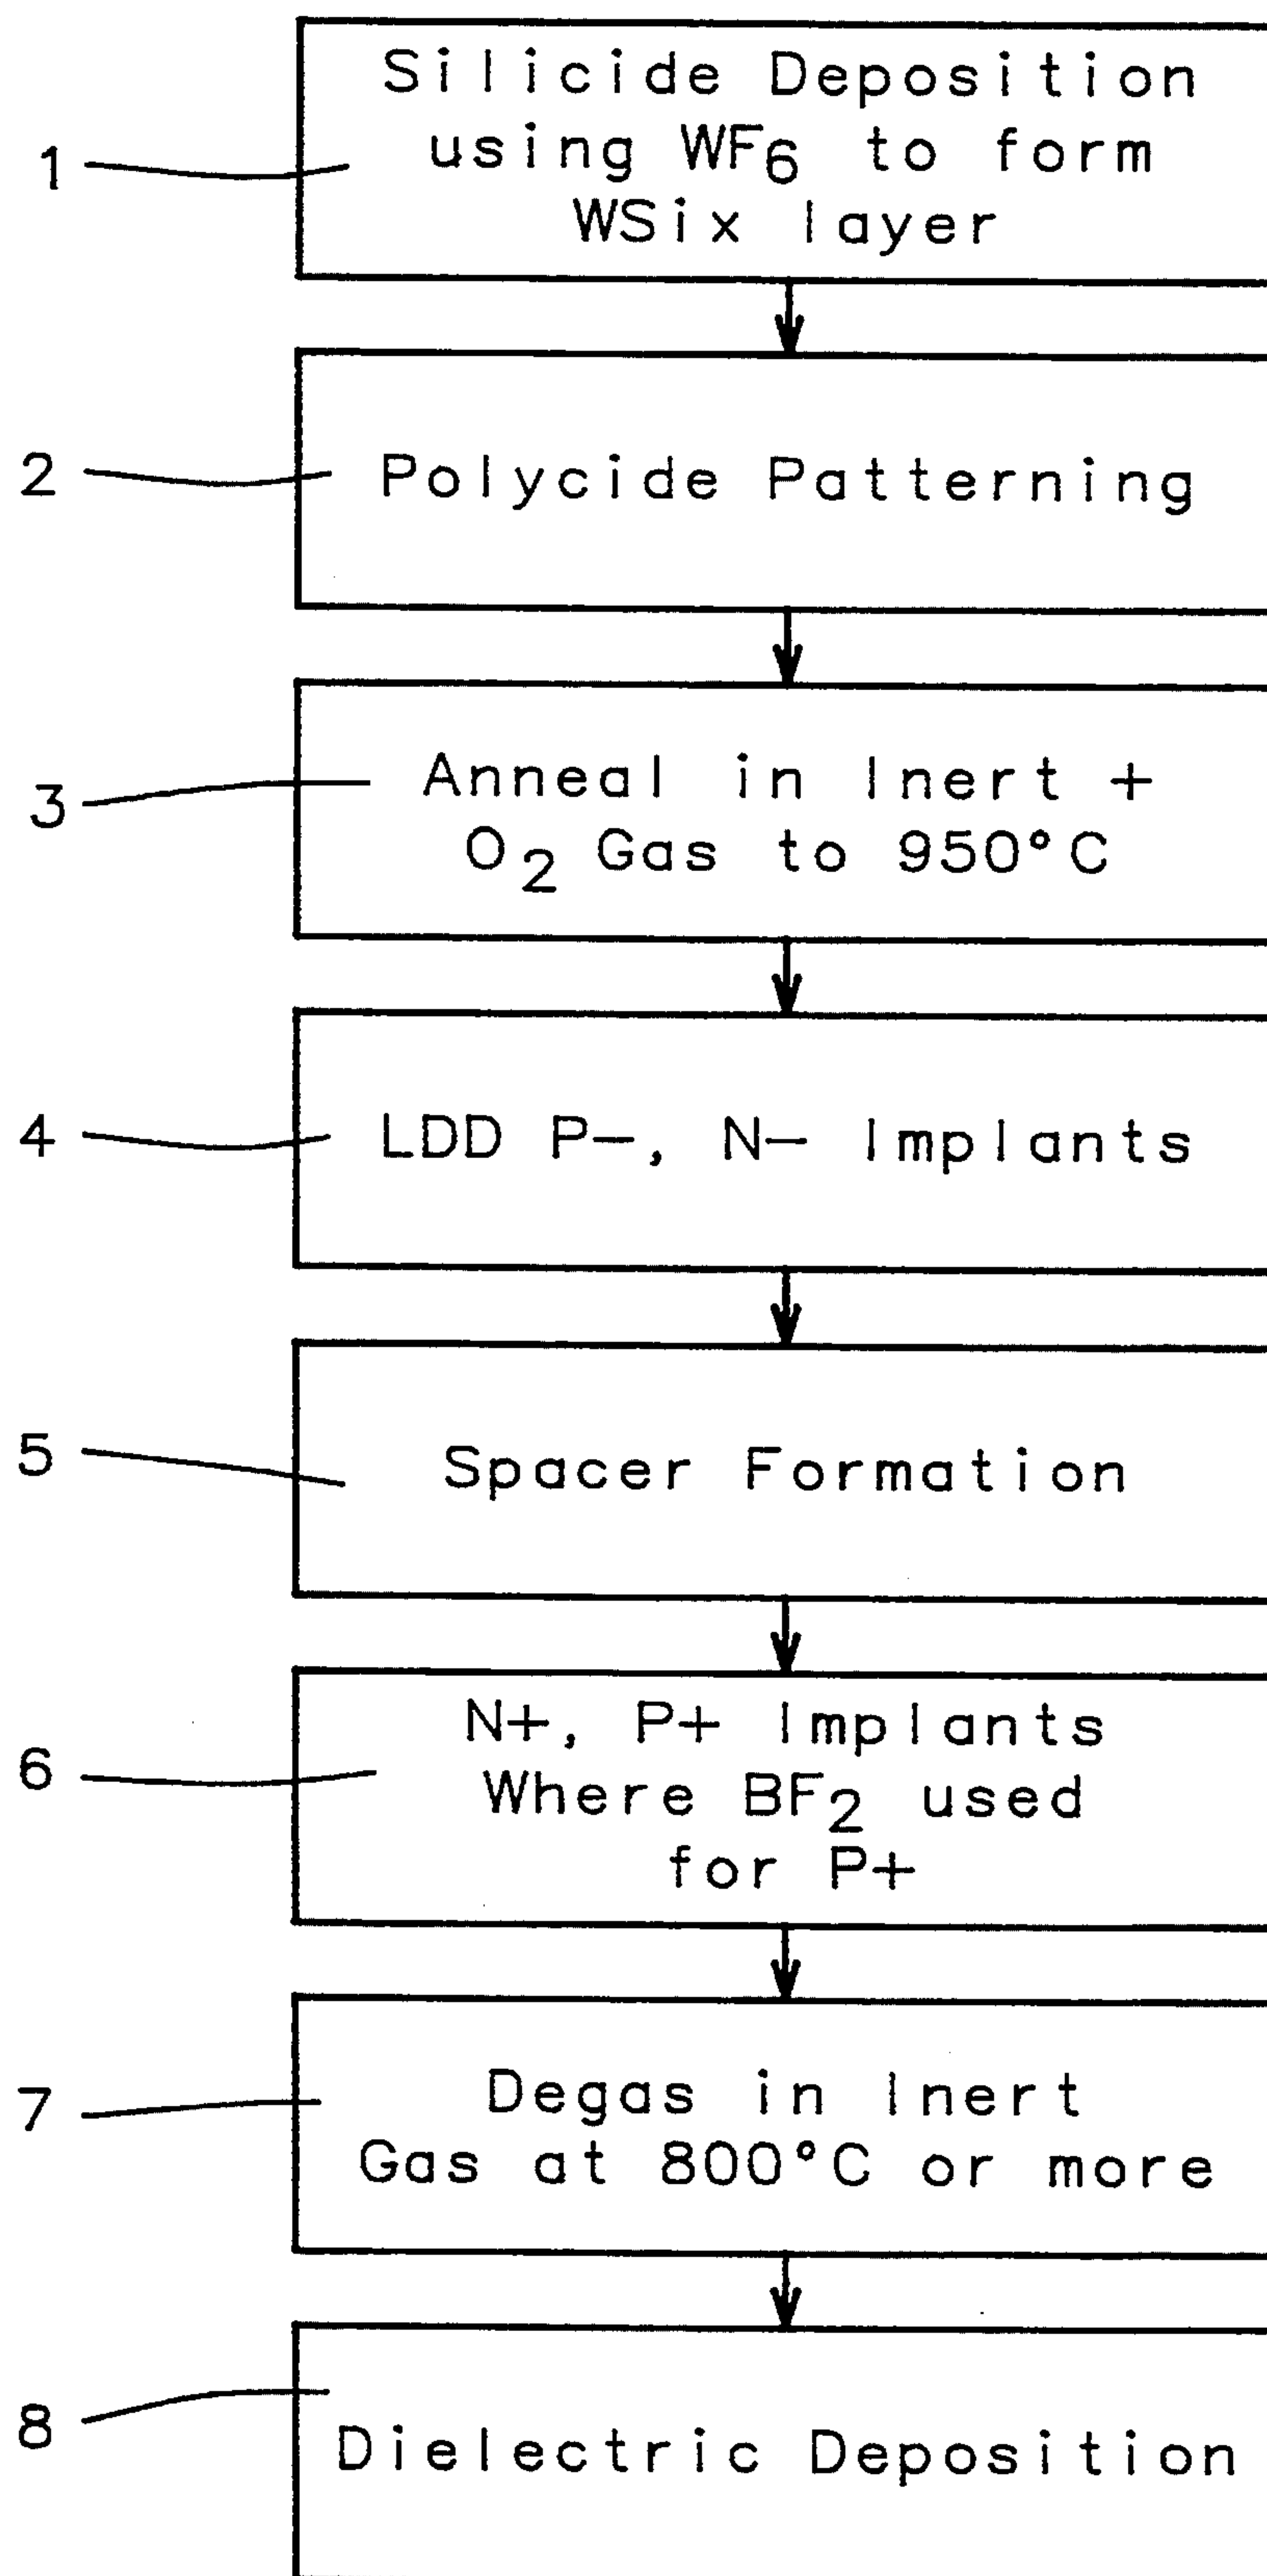 Silicide Deposition
using WF6 to form
WSix layer
1
Polycide Patterning
2
Anneal in Inert +
O2 Gas to 950°C
3
LDD P-, N- Implants
4
Spacer Formation
5
N+, P+ Implants
Where BF2 used
for P+
6
Degas in Inert
Gas at 800°C or more
7
Dielectric Deposition
8